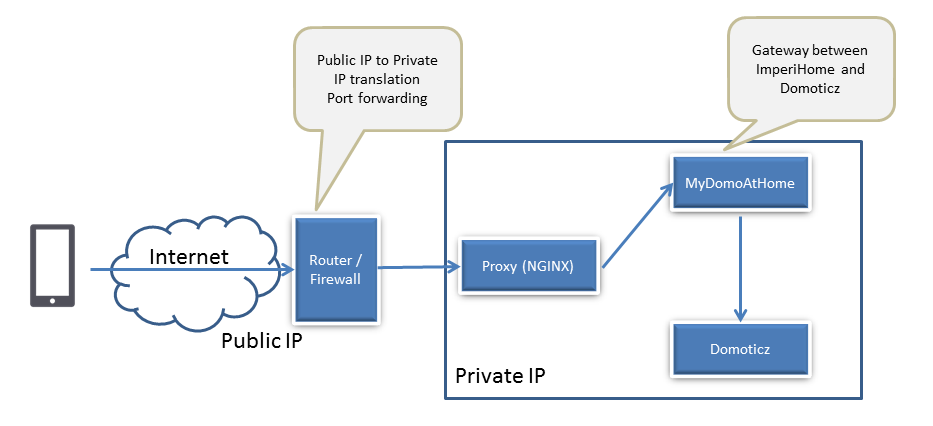 Public IP to Private
IP translation
Port forwarding
Gateway between
ImperiHome and
Domoticz
MyDomoAtHome
Internet
Router /
Firewall
Proxy (NGINX)
Public IP
Domoticz
Private IP